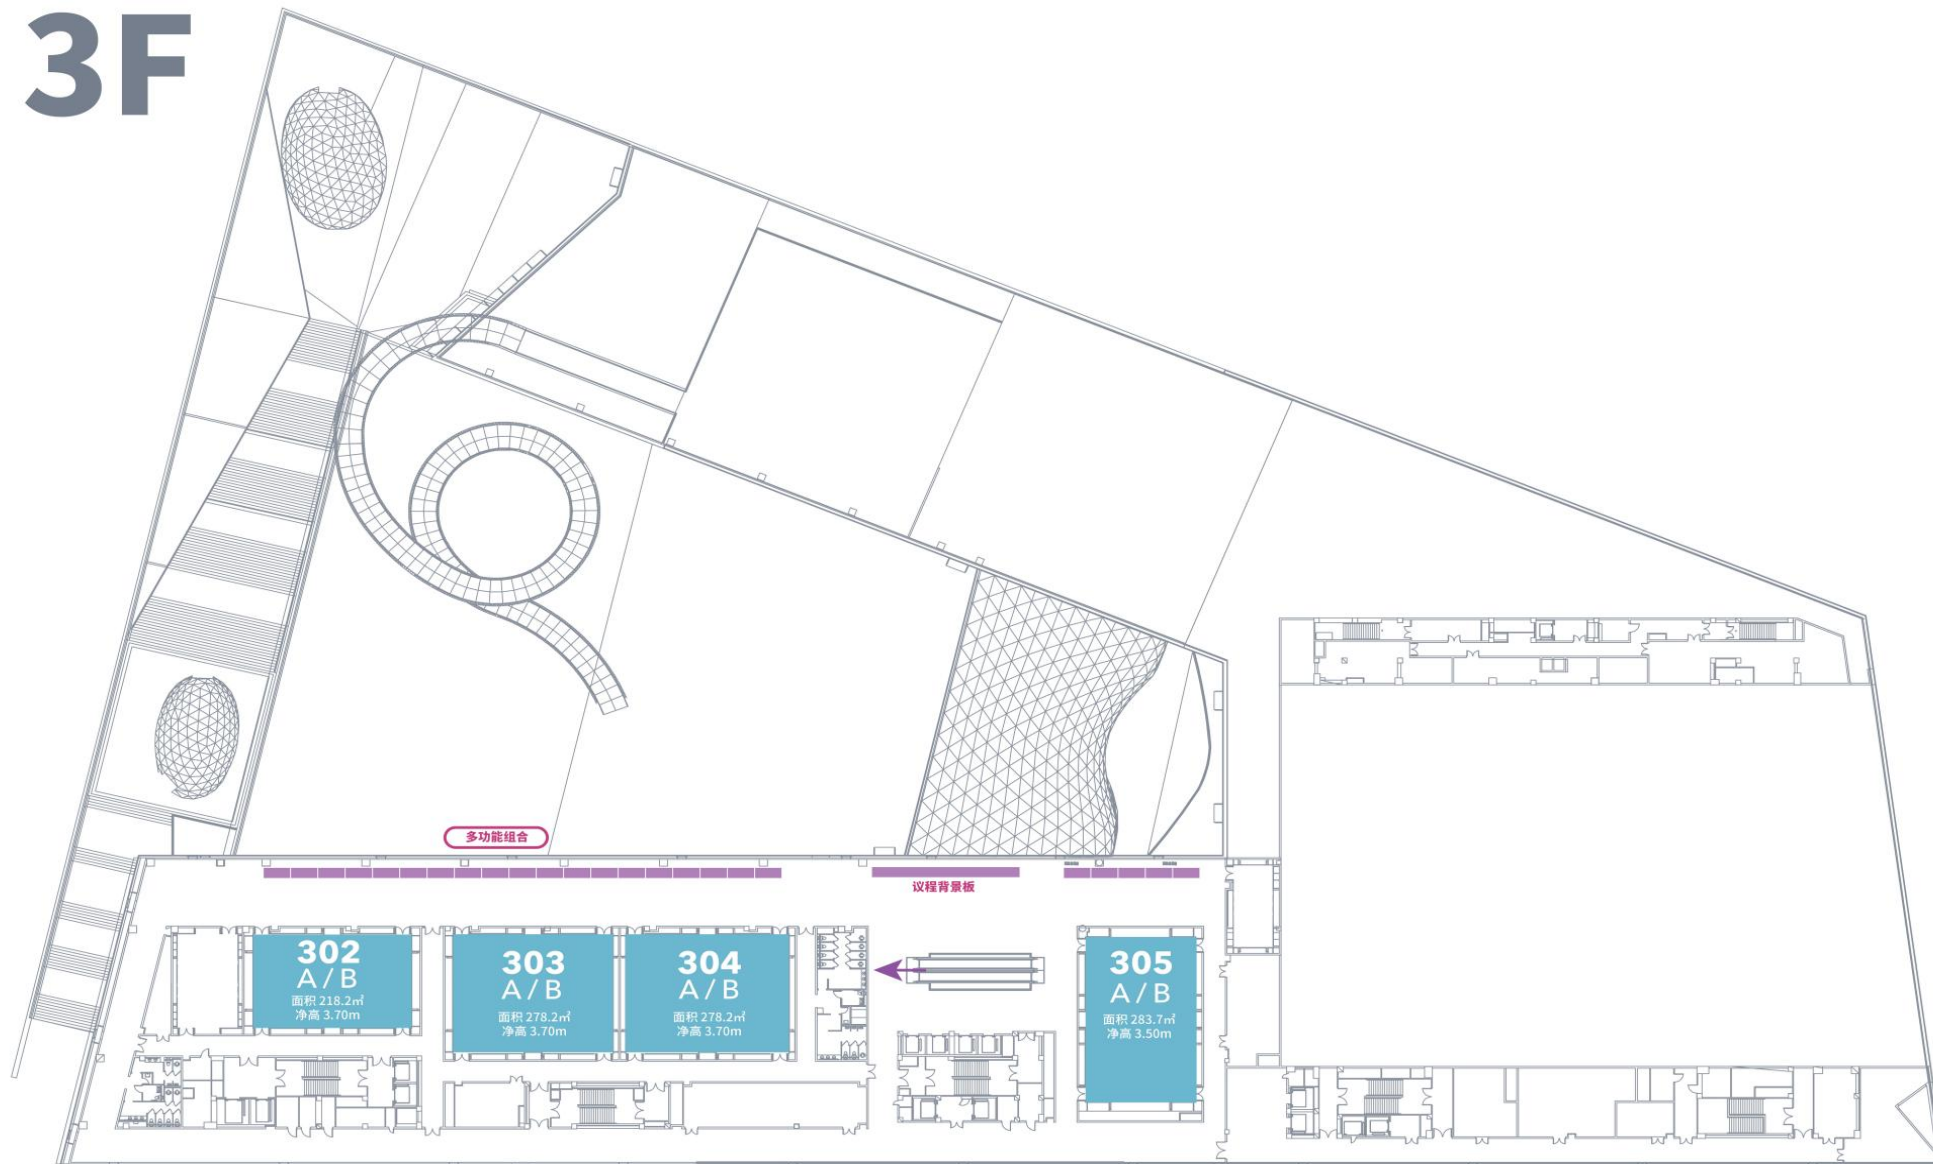 3F
多功能组合
议程背景板
302
A / B
面积 218.2㎡
净高 3.70m
303
A / B
面积 278.2㎡
净高 3.70m
304
A / B
面积 278.2㎡
净高 3.70m
305
A / B
面积 283.7㎡
净高 3.50m